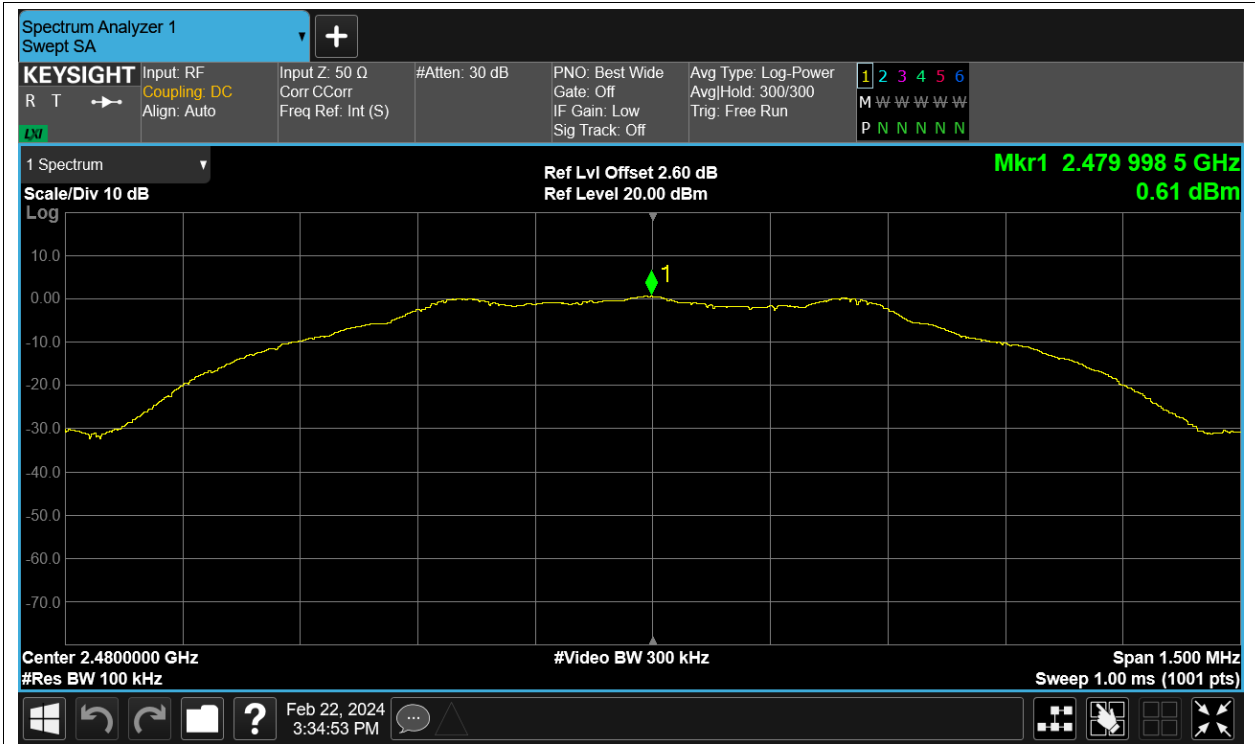 Spectrum Analyzer 1
Swept SA
KEYSIGHT
R T
LXI
Input: RF
Coupling: DC
Align: Auto
Input Z: 50 Ω
Corr CCorr
Freq Ref: Int (S)
#Atten: 30 dB
PNO: Best Wide
Gate: Off
IF Gain: Low
Sig Track: Off
Avg Type: Log-Power
Avg|Hold: 300/300
Trig: Free Run
1 2 3 4 5 6
M W W W W W
P N N N N N
1 Spectrum
Scale/Div 10 dB
Log
Ref Lvl Offset 2.60 dB
Ref Level 20.00 dBm
Mkr1 2.479 998 5 GHz
0.61 dBm
1
10.0
0.00
-10.0
-20.0
-30.0
-40.0
-50.0
-60.0
-70.0
Center 2.4800000 GHz
#Res BW 100 kHz
#Video BW 300 kHz
Span 1.500 MHz
Sweep 1.00 ms (1001 pts)
?
Feb 22, 2024
3:34:53 PM